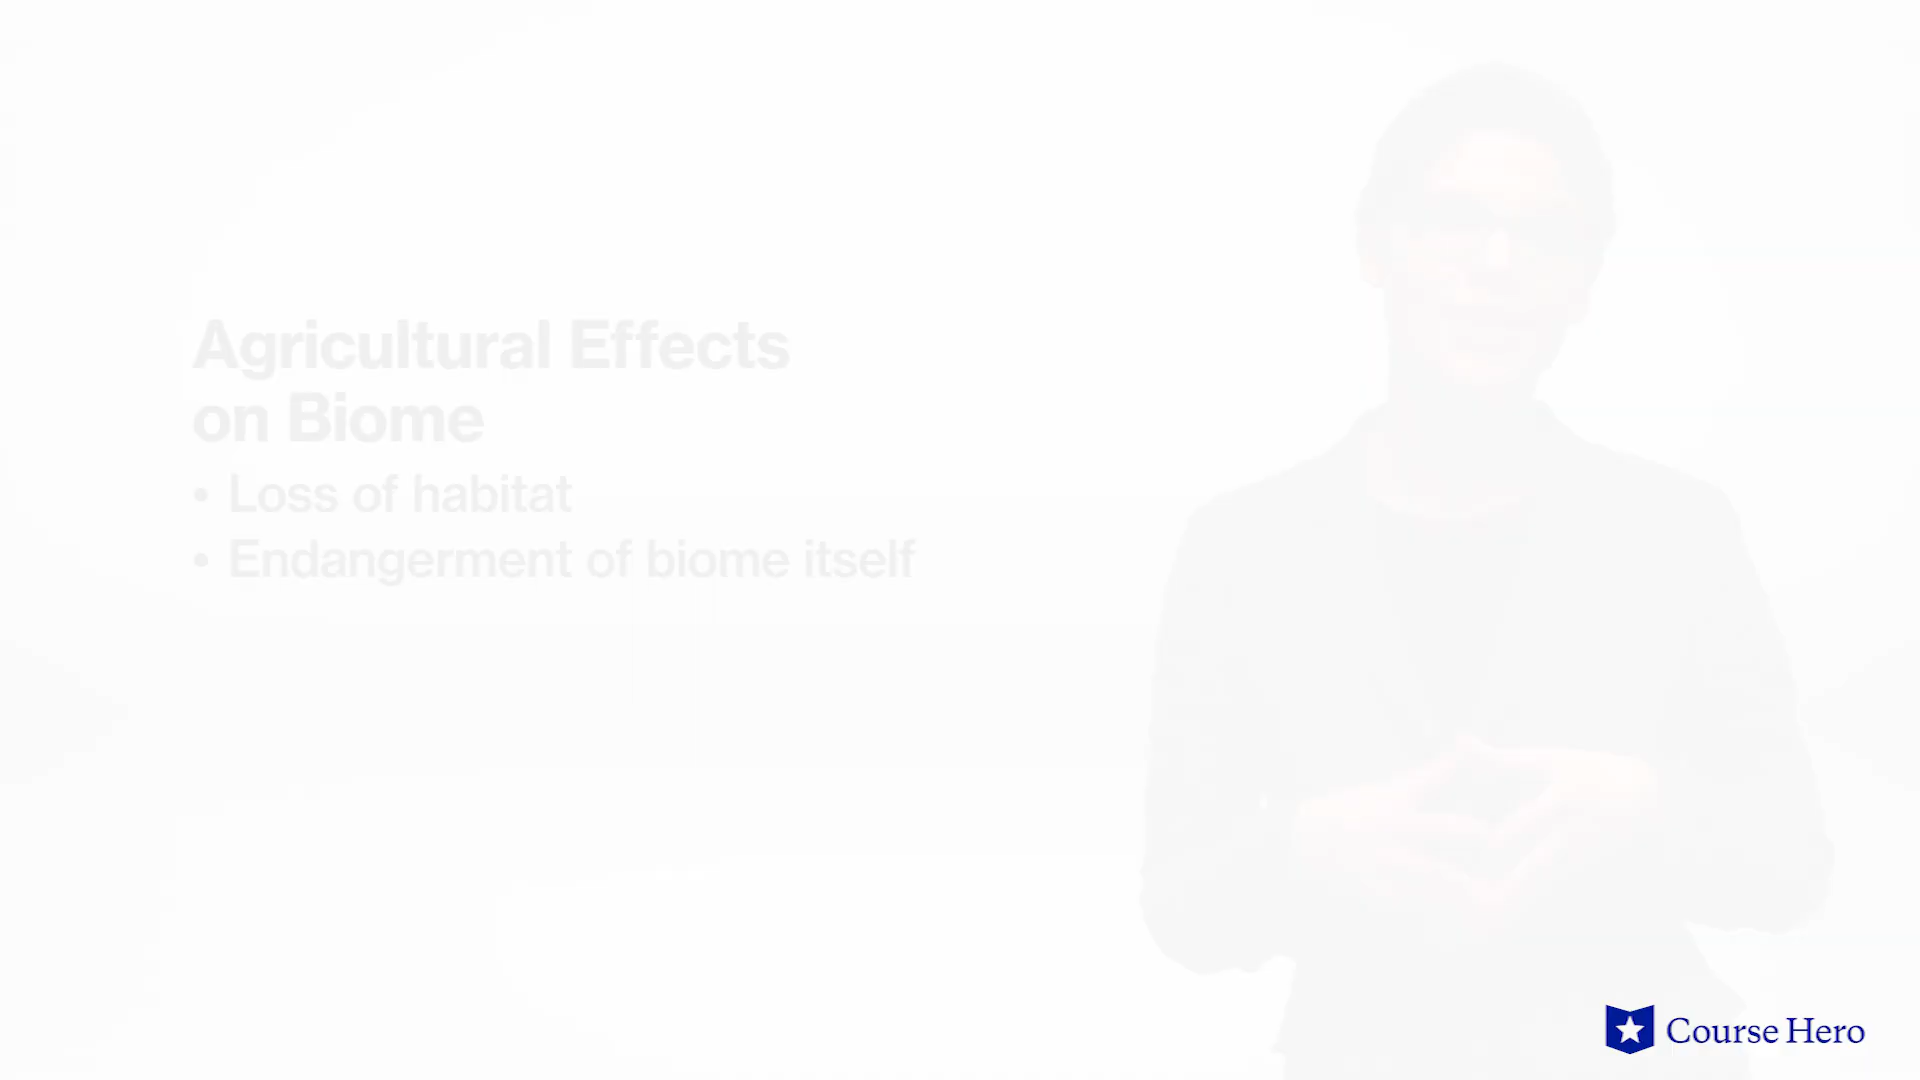 Agricultural Effects
on Biome
• Loss of habitat
• Endangerment of biome itself
Course Hero